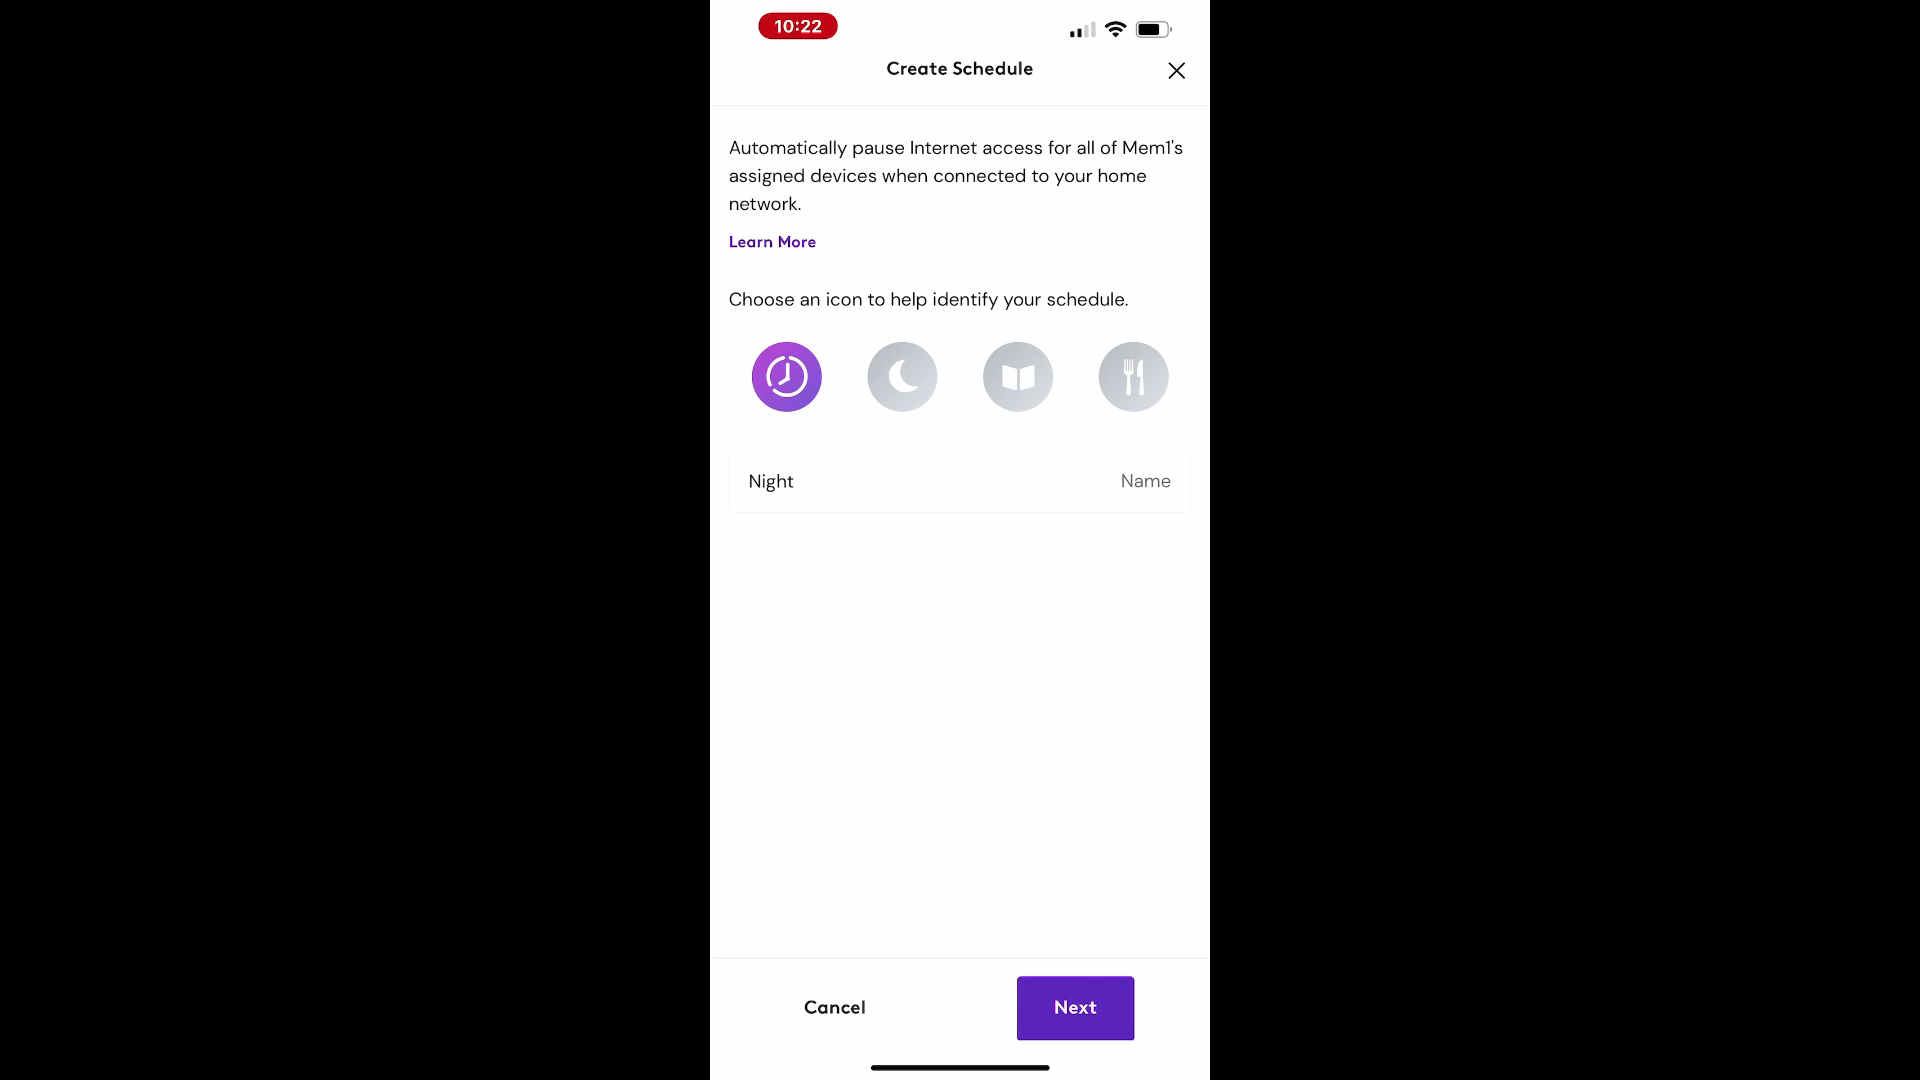 10:22
Create Schedule
Automatically pause Internet access for all of Mem1's
assigned devices when connected to your home
network.
Learn More
Choose an icon to help identify your schedule.
Night Name
Cancel Next